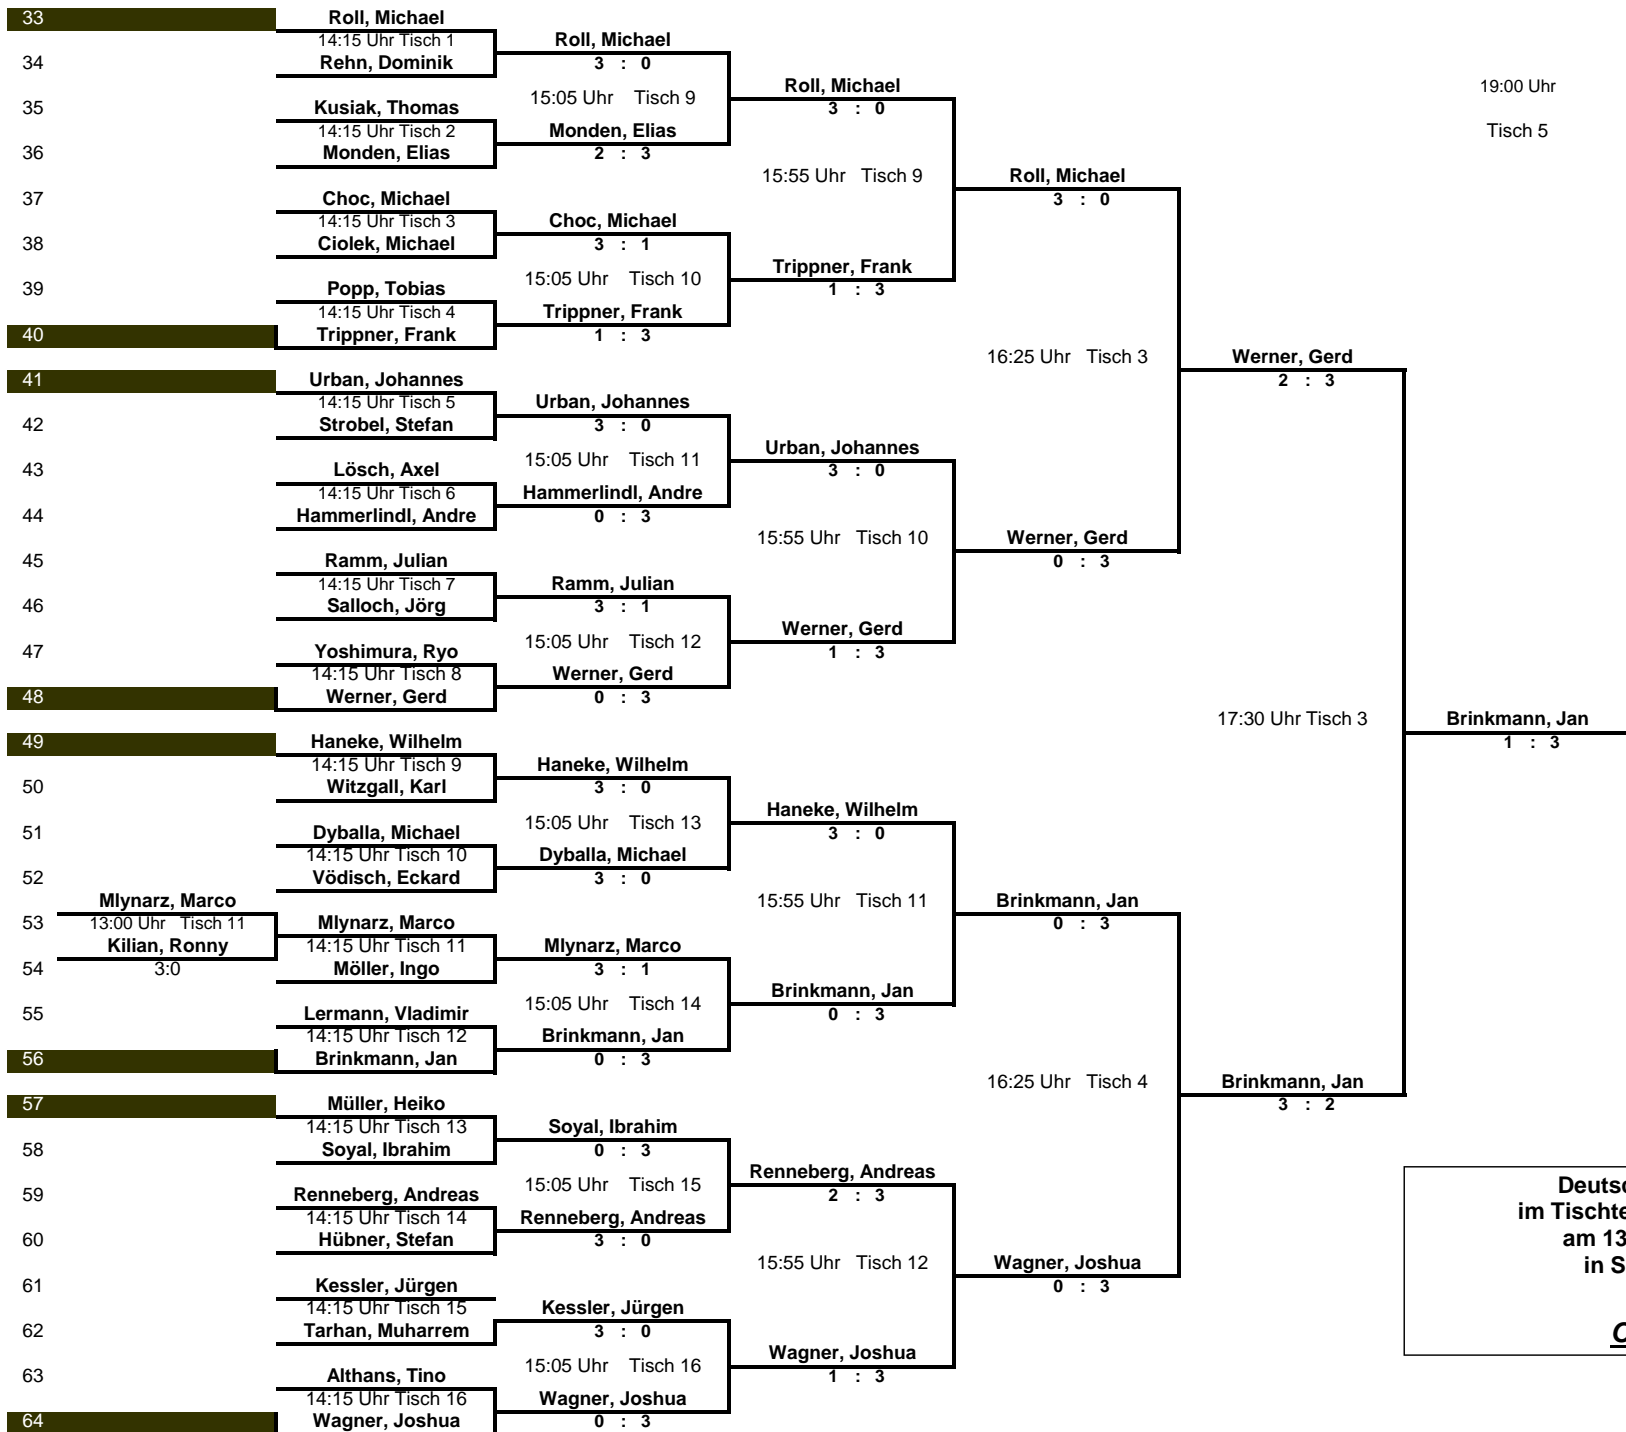 33 Roll, Michael
14:15 Uhr Tisch 1 Roll, Michael
34 Rehn, Dominik 3 : 0
Roll, Michael 19:00 Uhr
35 Kusiak, Thomas 15:05 Uhr Tisch 9 3 : 0
14:15 Uhr Tisch 2 Monden, Elias Tisch 5
36 Monden, Elias 2 : 3
15:55 Uhr Tisch 9 Roll, Michael
37 Choc, Michael 3 : 0
14:15 Uhr Tisch 3 Choc, Michael
38 Ciolek, Michael 3 : 1
Trippner, Frank
39 Popp, Tobias 15:05 Uhr Tisch 10 1 : 3
14:15 Uhr Tisch 4 Trippner, Frank
40 Trippner, Frank 1 : 3
16:25 Uhr Tisch 3 Werner, Gerd
41 Urban, Johannes 2 : 3
14:15 Uhr Tisch 5 Urban, Johannes
42 Strobel, Stefan 3 : 0
Urban, Johannes
43 Lösch, Axel 15:05 Uhr Tisch 11 3 : 0
14:15 Uhr Tisch 6 Hammerlindl, Andre
44 Hammerlindl, Andre 0 : 3
15:55 Uhr Tisch 10 Werner, Gerd
45 Ramm, Julian 0 : 3
14:15 Uhr Tisch 7 Ramm, Julian
46 Salloch, Jörg 3 : 1
Werner, Gerd
47 Yoshimura, Ryo 15:05 Uhr Tisch 12 1 : 3
14:15 Uhr Tisch 8 Werner, Gerd
48 Werner, Gerd 0 : 3
17:30 Uhr Tisch 3 Brinkmann, Jan
49 Haneke, Wilhelm 1 : 3
14:15 Uhr Tisch 9 Haneke, Wilhelm
50 Witzgall, Karl 3 : 0
Haneke, Wilhelm
51 Dyballa, Michael 15:05 Uhr Tisch 13 3 : 0
14:15 Uhr Tisch 10 Dyballa, Michael
52 Vödisch, Eckard 3 : 0
Mlynarz, Marco 15:55 Uhr Tisch 11 Brinkmann, Jan
53 13:00 Uhr Tisch 11 Mlynarz, Marco 0 : 3
Kilian, Ronny 14:15 Uhr Tisch 11 Mlynarz, Marco
54 3:0 Möller, Ingo 3 : 1
Brinkmann, Jan
55 Lermann, Vladimir 15:05 Uhr Tisch 14 0 : 3
14:15 Uhr Tisch 12 Brinkmann, Jan
56 Brinkmann, Jan 0 : 3
16:25 Uhr Tisch 4 Brinkmann, Jan
57 Müller, Heiko 3 : 2
14:15 Uhr Tisch 13 Soyal, Ibrahim
58 Soyal, Ibrahim 0 : 3
Renneberg, Andreas Deutsc
59 Renneberg, Andreas 15:05 Uhr Tisch 15 2 : 3 im Tischte
14:15 Uhr Tisch 14 Renneberg, Andreas am 13
60 Hübner, Stefan 3 : 0
15:55 Uhr Tisch 12 Wagner, Joshua in S
61 Kessler, Jürgen 0 : 3
14:15 Uhr Tisch 15 Kessler, Jürgen
62 Tarhan, Muharrem 3 : 0
Wagner, Joshua
63 Althans, Tino 15:05 Uhr Tisch 16 1 : 3
14:15 Uhr Tisch 16 Wagner, Joshua
64 Wagner, Joshua 0 : 3